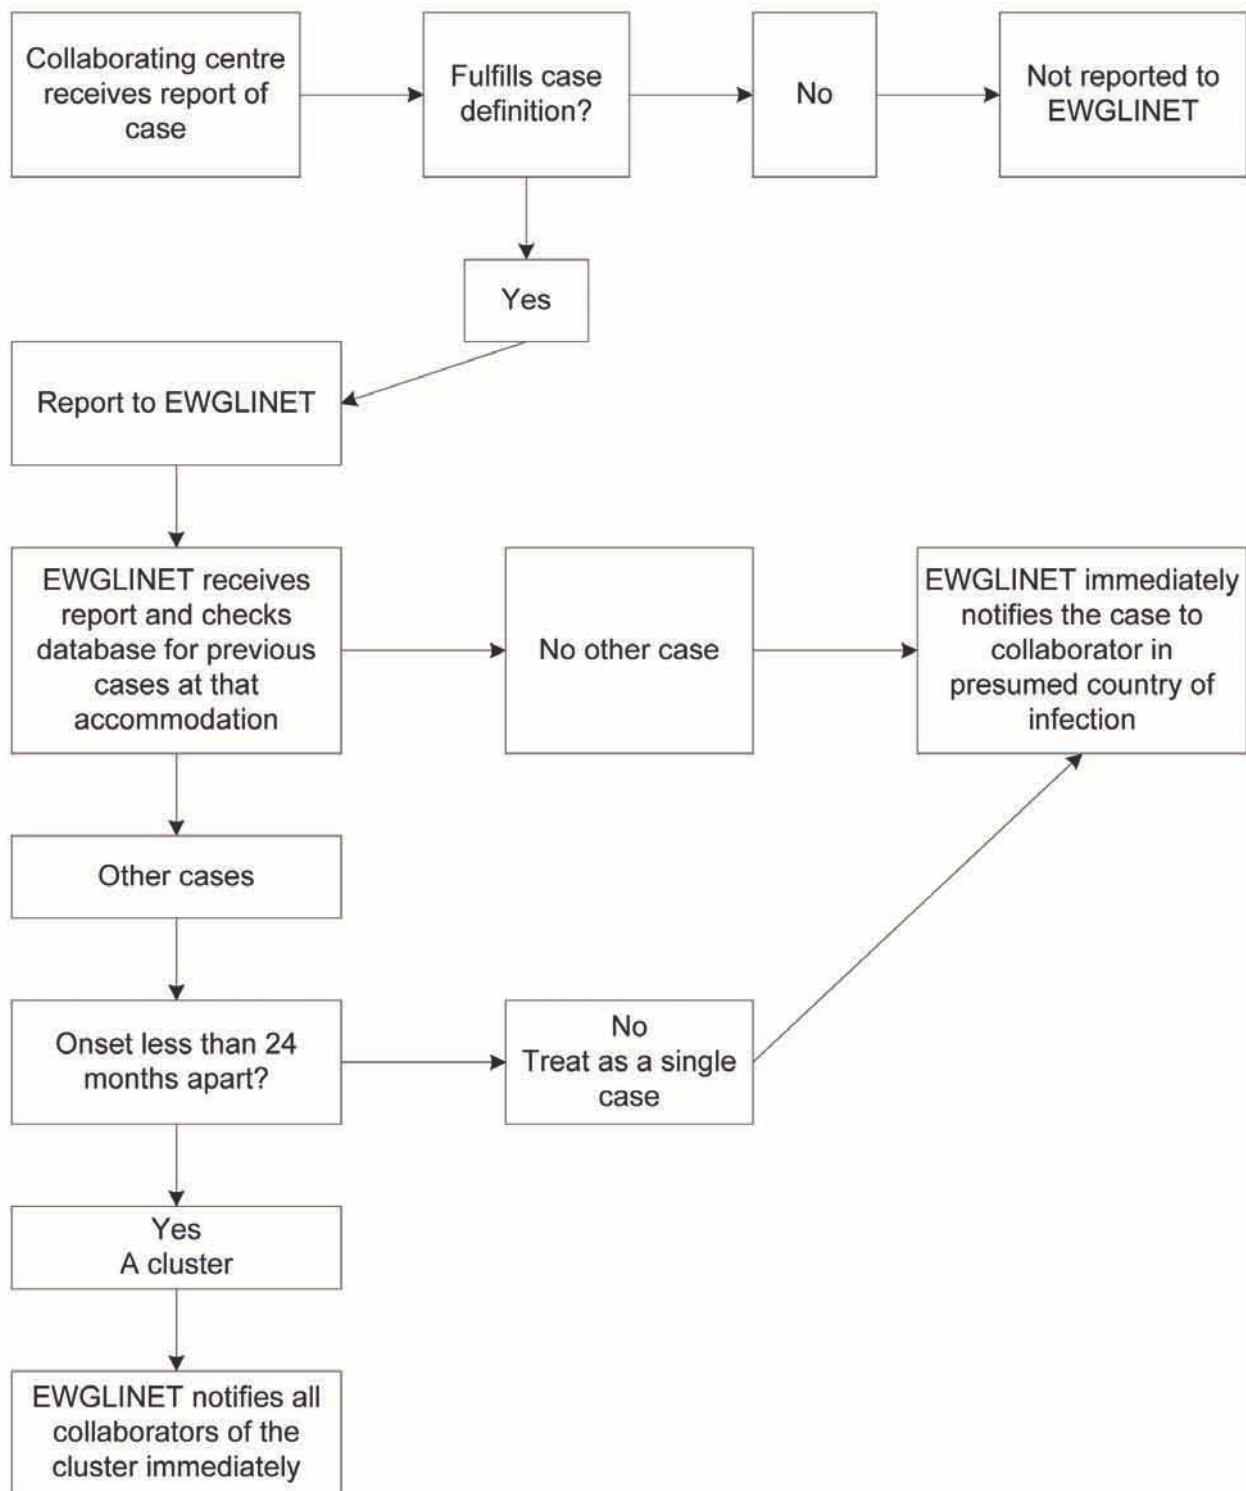 Collaborating centre
receives report of
case
Fulfills case
definition?
No
Not reported to
EWGLINET
Yes
Report to EWGLINET
EWGLINET receives
report and checks
database for previous
cases at that
accommodation
No other case
EWGLINET immediately
notifies the case to
collaborator in
presumed country of
infection
Other cases
Onset less than 24
months apart?
No
Treat as a single
case
Yes
A cluster
EWGLINET notifies all
collaborators of the
cluster immediately